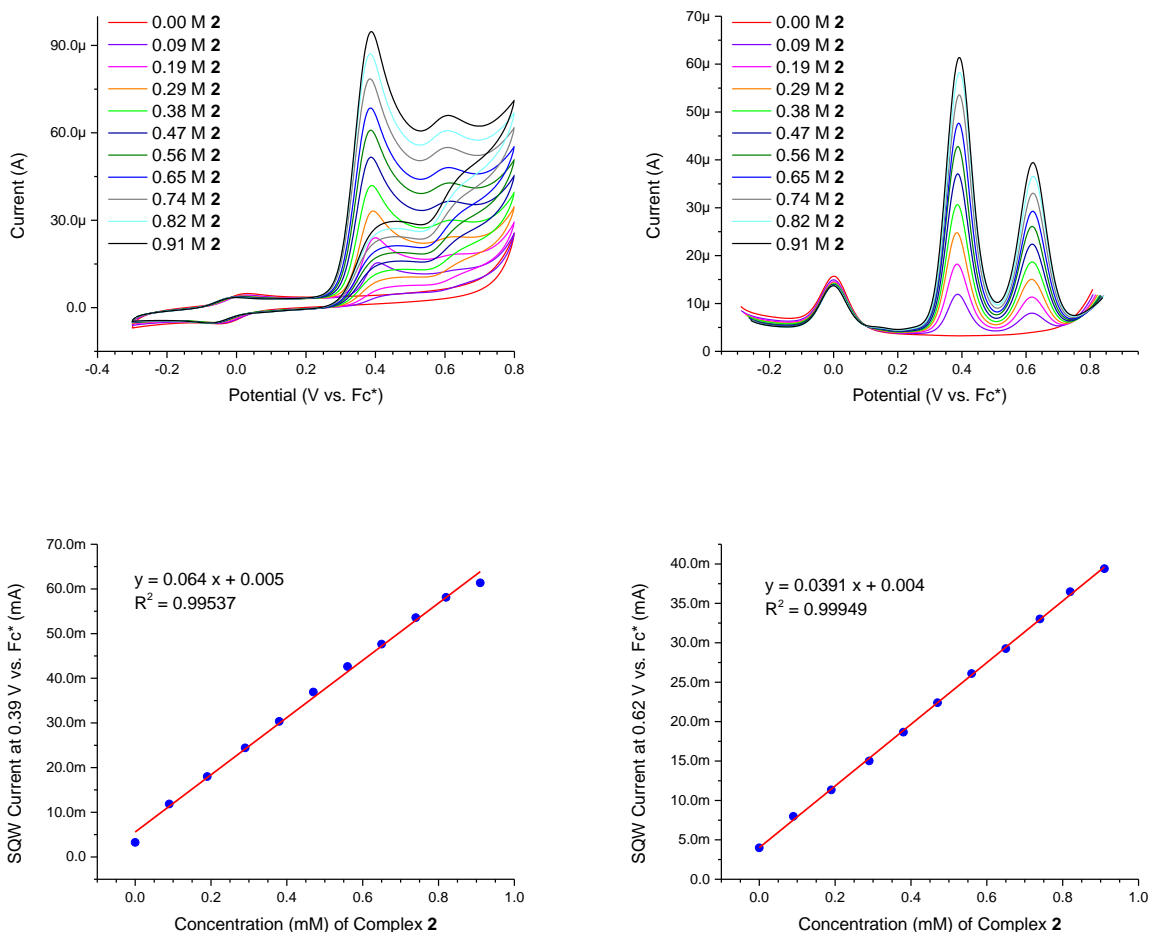 0.00 M 2
0.09 M 2
0.19 M 2
0.29 M 2
0.38 M 2
0.47 M 2
0.56 M 2
0.65 M 2
0.74 M 2
0.82 M 2
0.91 M 2
90.0µ
60.0µ
30.0µ
0.0
Current (A)
-0.4 -0.2 0.0 0.2 0.4 0.6 0.8
Potential (V vs. Fc*)
0.00 M 2
0.09 M 2
0.19 M 2
0.29 M 2
0.38 M 2
0.47 M 2
0.56 M 2
0.65 M 2
0.74 M 2
0.82 M 2
0.91 M 2
70µ
60µ
50µ
40µ
30µ
20µ
10µ
0
Current (A)
-0.2 0.0 0.2 0.4 0.6 0.8
Potential (V vs. Fc*)
y = 0.064 x + 0.005
R² = 0.99537
70.0m
60.0m
50.0m
40.0m
30.0m
20.0m
10.0m
0.0
SQW Current at 0.39 V vs. Fc* (mA)
0.0 0.2 0.4 0.6 0.8 1.0
Concentration (mM) of Complex 2
y = 0.0391 x + 0.004
R² = 0.99949
40.0m
35.0m
30.0m
25.0m
20.0m
15.0m
10.0m
5.0m
0.0
SQW Current at 0.62 V vs. Fc* (mA)
0.0 0.2 0.4 0.6 0.8 1.0
Concentration (mM) of Complex 2